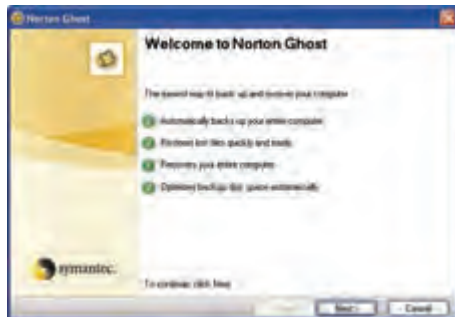 Norton Ghost
Welcome to Norton Ghost
The easiest way to back up and recover your computer
Automatically backs up your entire computer
Restores lost files quickly and easily
Recovers your entire computer
Optimizes backup disc space automatically
symantec.
To continue, click Next
Next >
Cancel